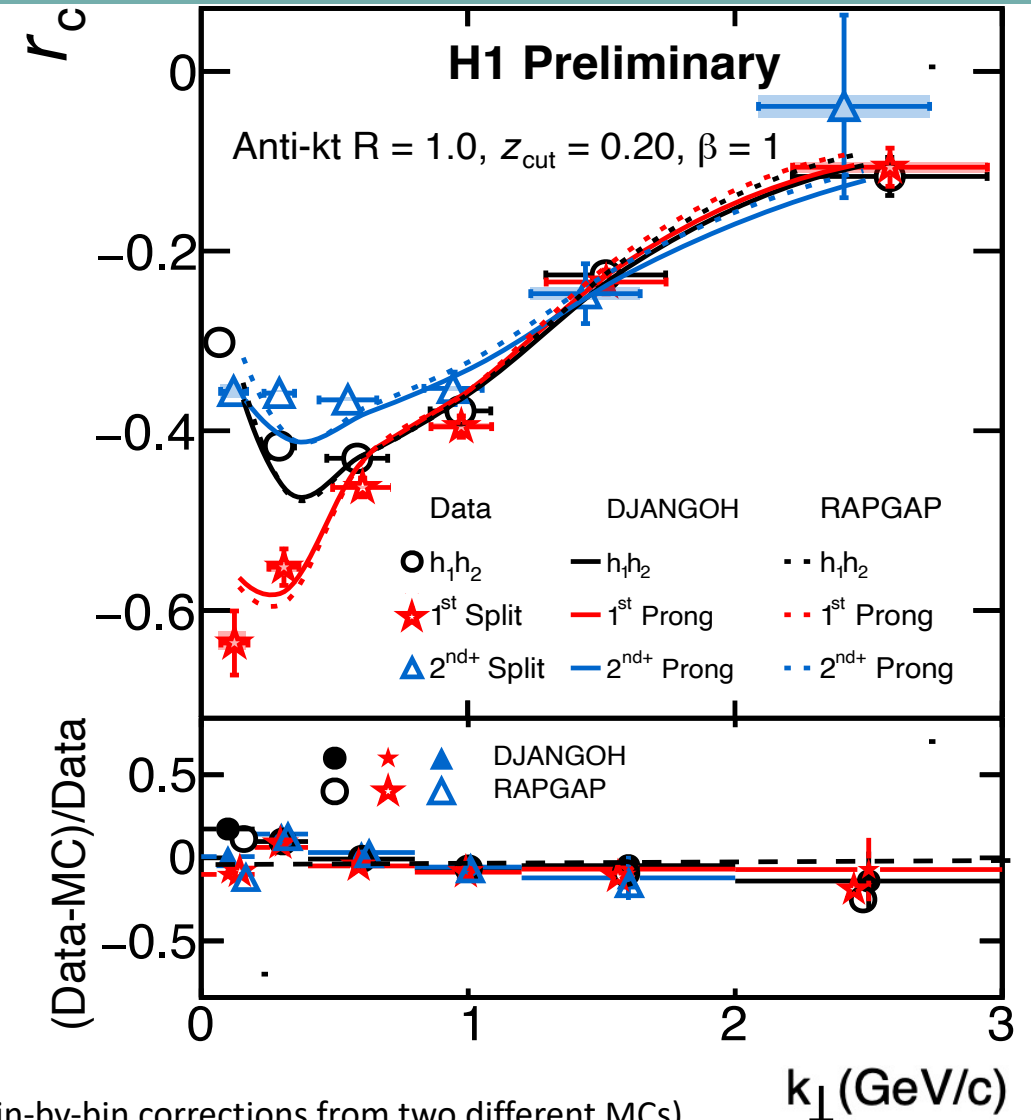 r_c
H1 Preliminary
Anti-kt R = 1.0, z_cut = 0.20, β = 1
0
−0.2
−0.4
−0.6
Data DJANGOH RAPGAP
h₁h₂ h₁h₂ h₁h₂
1st Split 1st Prong 1st Prong
2nd+ Split 2nd+ Prong 2nd+ Prong
(Data-MC)/Data
0.5
0
−0.5
DJANGOH
RAPGAP
0 1 2 3
k⊥(GeV/c)
in-by-bin corrections from two different MCs)